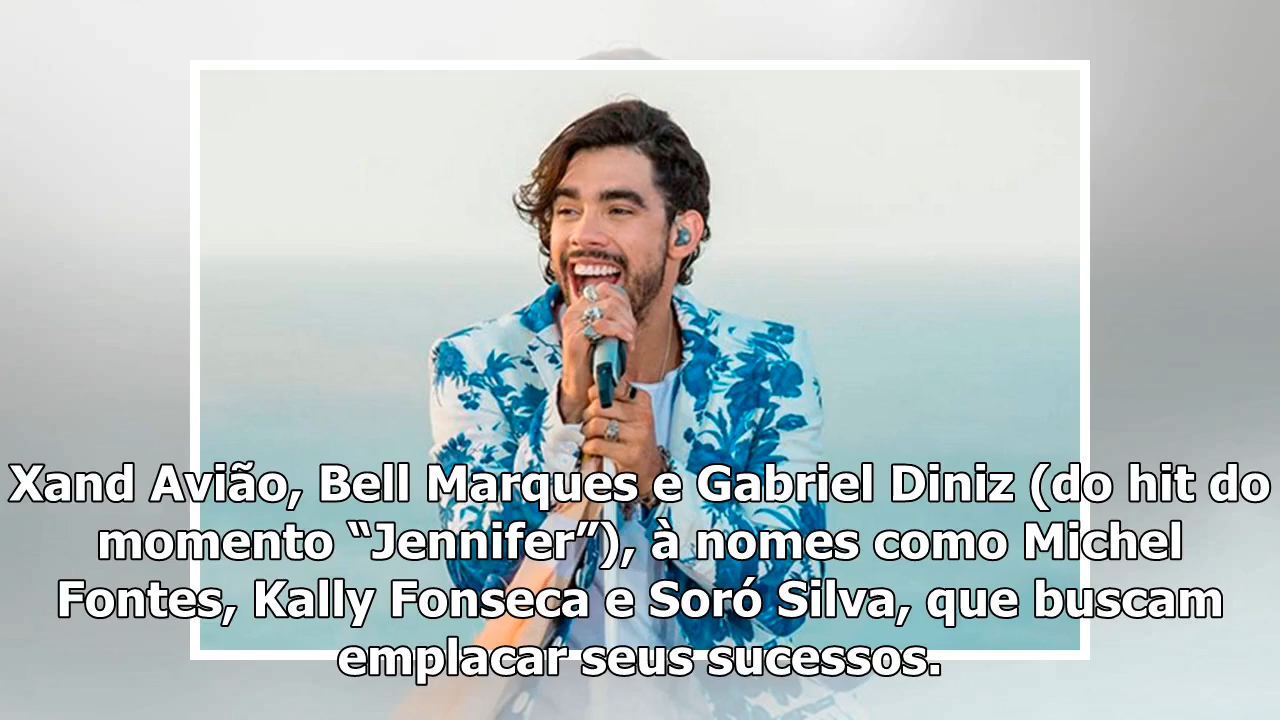 Xand Avião, Bell Marques e Gabriel Diniz (do hit do
momento “Jennifer”), à nomes como Michel
Fontes, Kally Fonseca e Soró Silva, que buscam
emplacar seus sucessos.